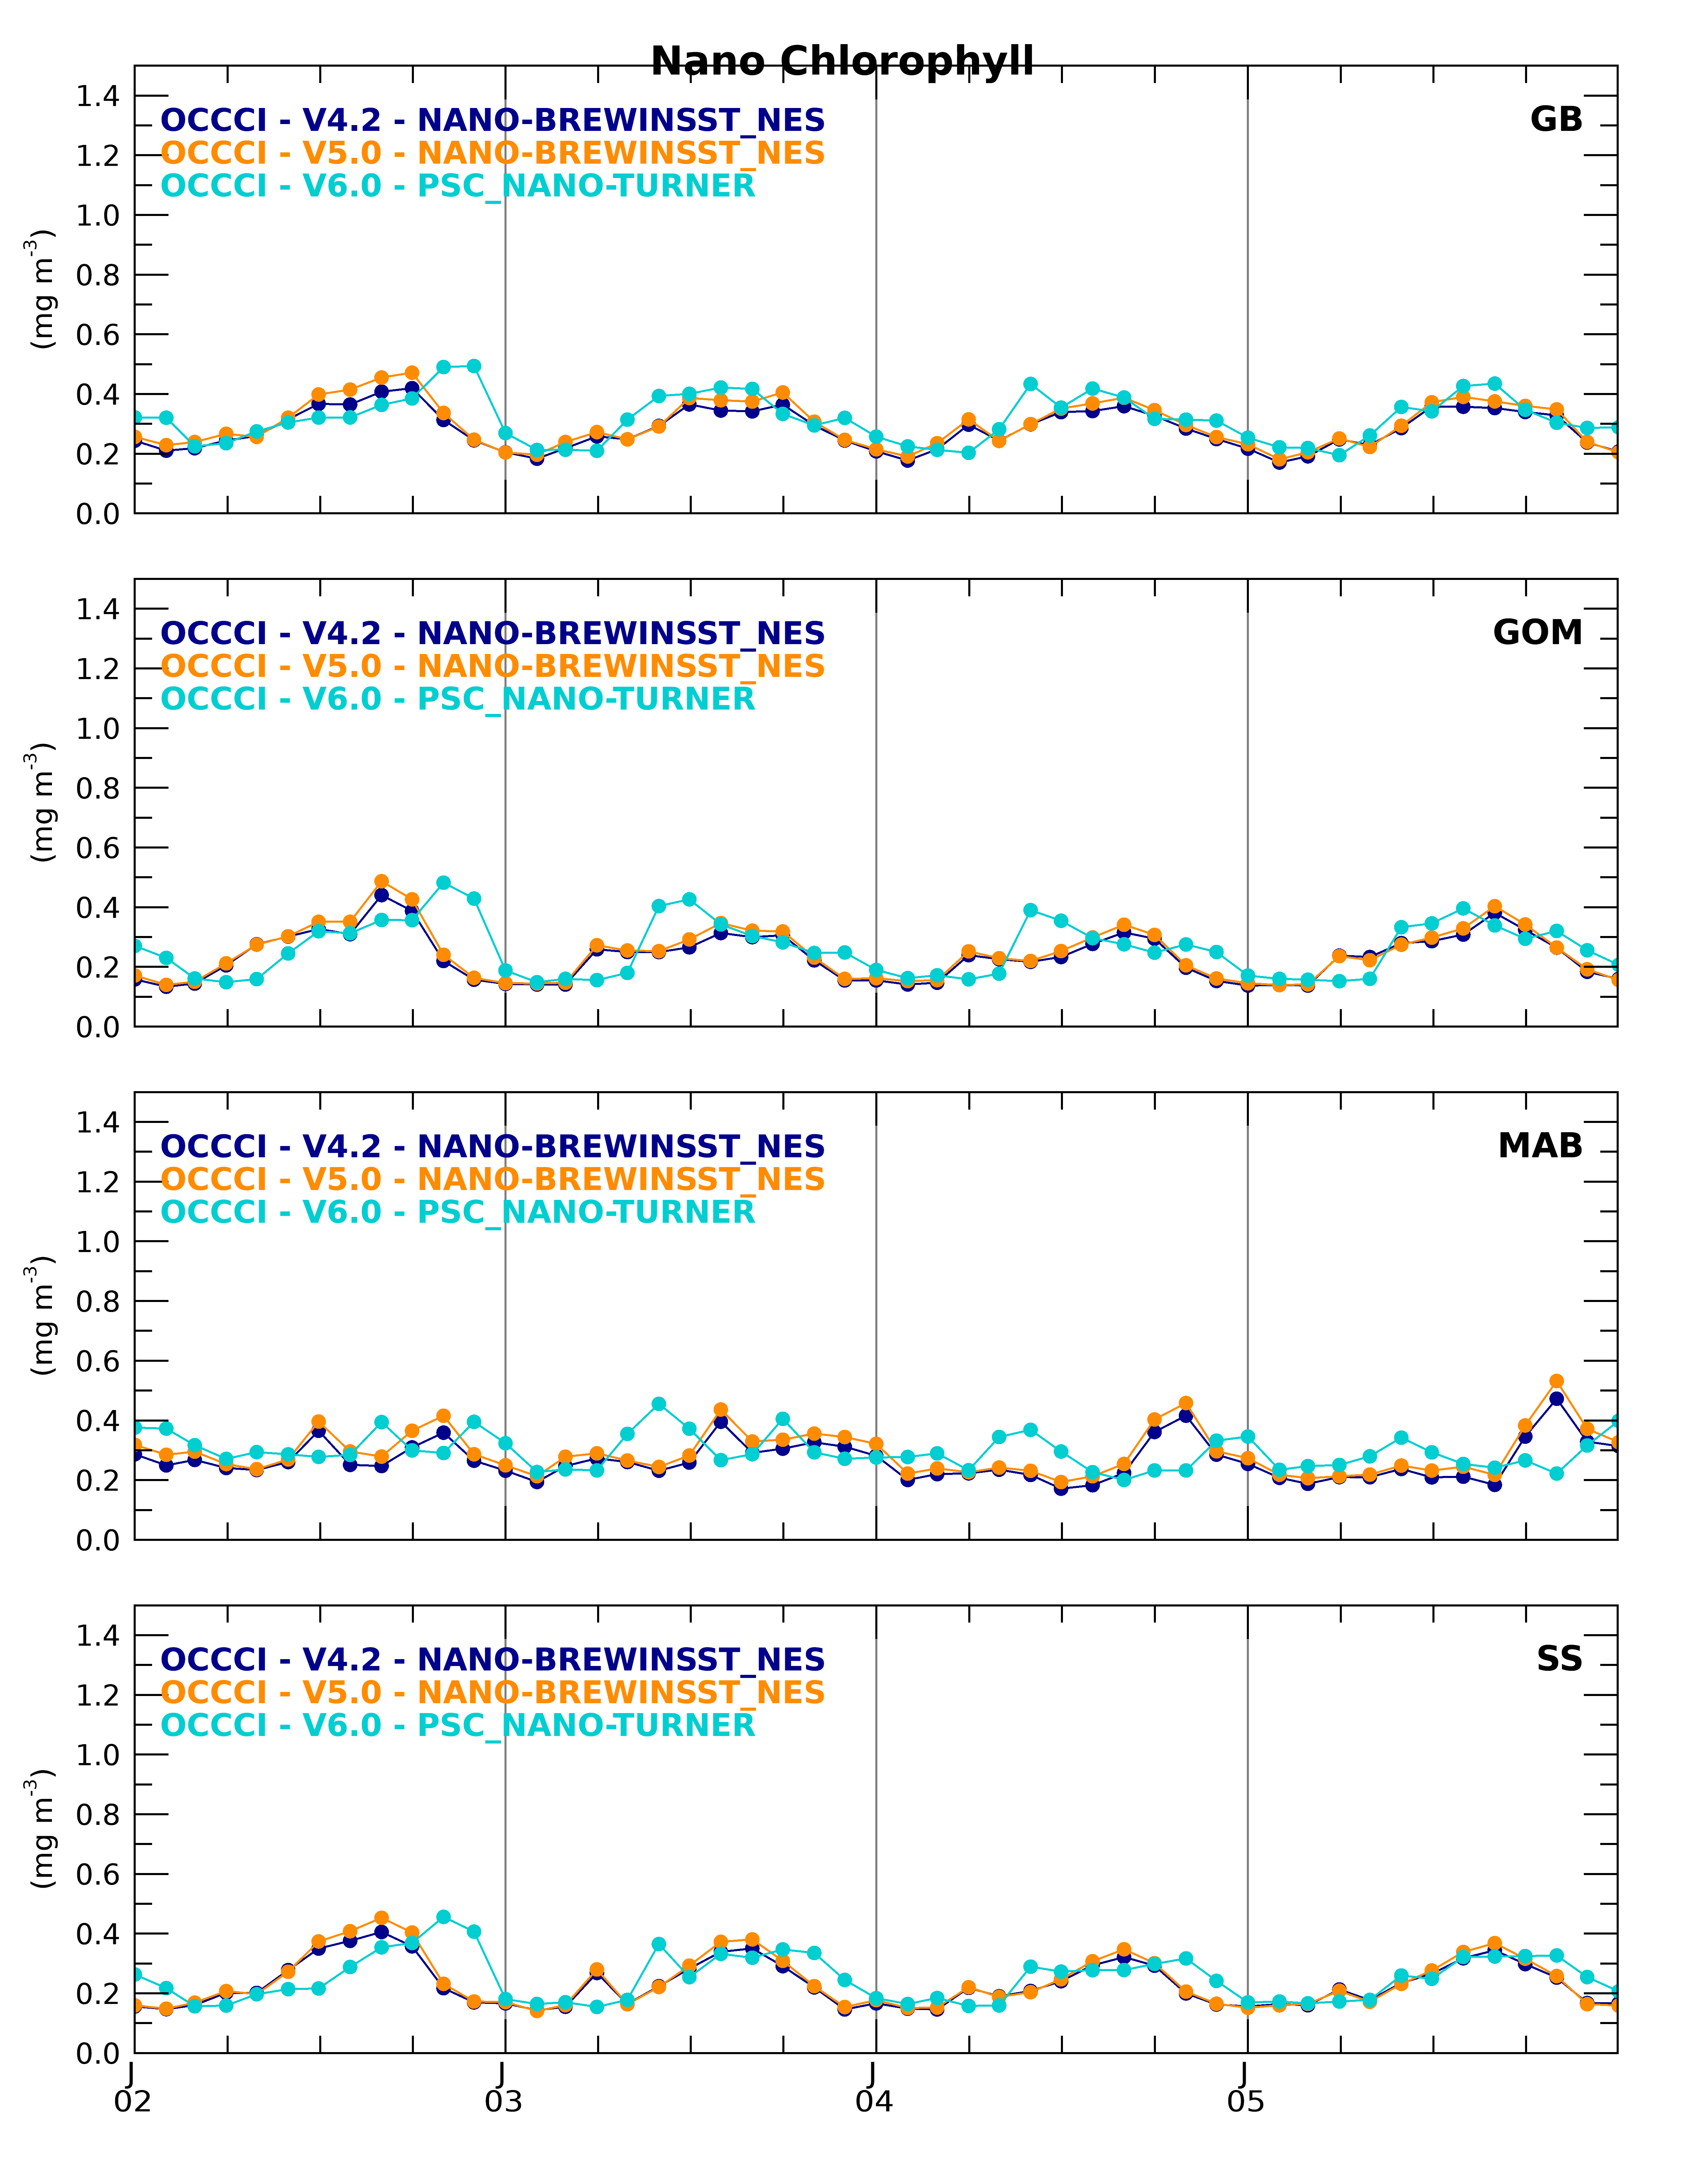 Nano Chlorophyll
1.4
1.2
1.0
0.8
0.6
0.4
0.2
0.0
(mg m-3)
OCCCI - V4.2 - NANO-BREWINSST_NES
OCCCI - V5.0 - NANO-BREWINSST_NES
OCCCI - V6.0 - PSC_NANO-TURNER
GB
1.4
1.2
1.0
0.8
0.6
0.4
0.2
0.0
(mg m-3)
OCCCI - V4.2 - NANO-BREWINSST_NES
OCCCI - V5.0 - NANO-BREWINSST_NES
OCCCI - V6.0 - PSC_NANO-TURNER
GOM
1.4
1.2
1.0
0.8
0.6
0.4
0.2
0.0
(mg m-3)
OCCCI - V4.2 - NANO-BREWINSST_NES
OCCCI - V5.0 - NANO-BREWINSST_NES
OCCCI - V6.0 - PSC_NANO-TURNER
MAB
1.4
1.2
1.0
0.8
0.6
0.4
0.2
0.0
(mg m-3)
OCCCI - V4.2 - NANO-BREWINSST_NES
OCCCI - V5.0 - NANO-BREWINSST_NES
OCCCI - V6.0 - PSC_NANO-TURNER
SS
J J J J
02 03 04 05